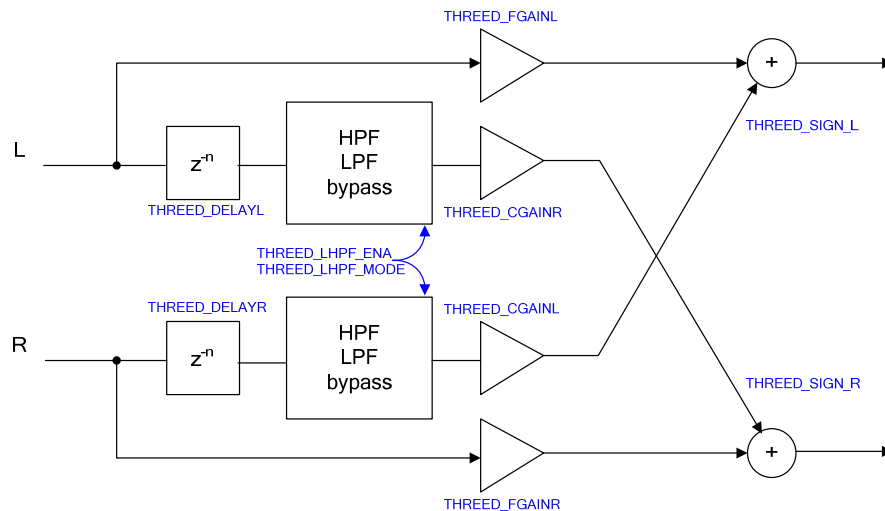 THREED_FGAINL
+
THREED_SIGN_L
L
z-n
HPF
LPF
bypass
THREED_DELAYL
THREED_CGAINR
THREED_LHPF_ENA
THREED_LHPF_MODE
THREED_DELAYR
THREED_CGAINL
R
z-n
HPF
LPF
bypass
THREED_SIGN_R
+
THREED_FGAINR